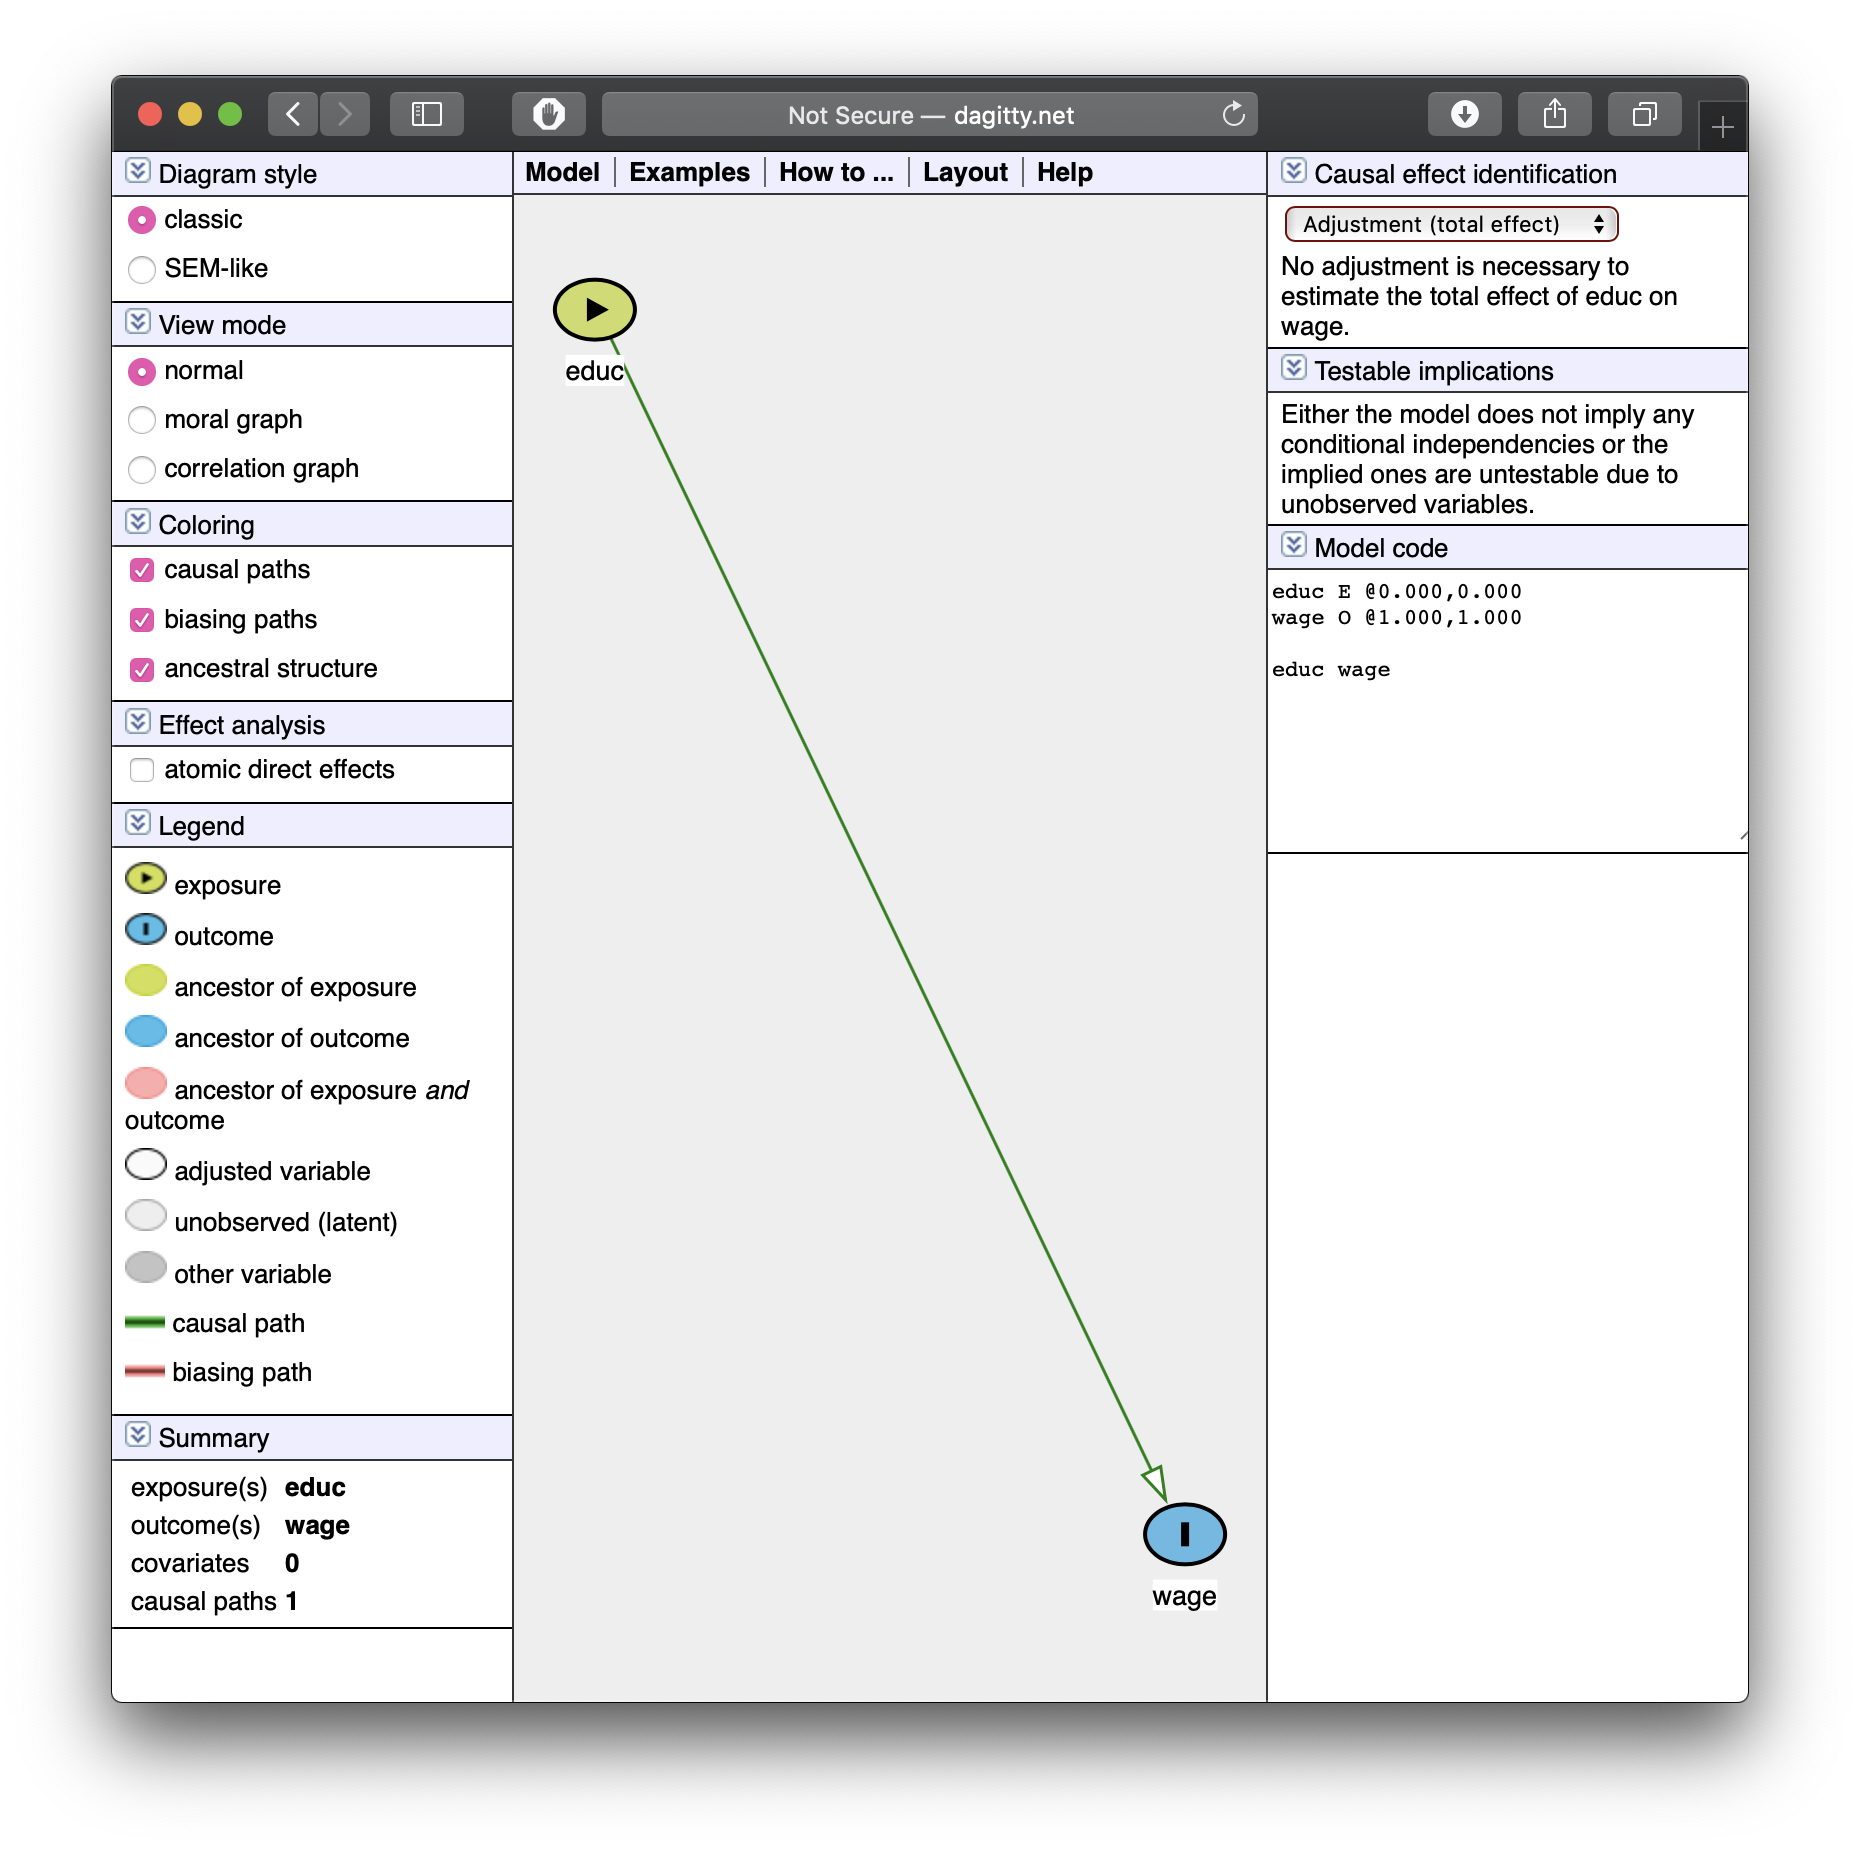 Not Secure — dagitty.net
Diagram style
classic
SEM-like
View mode
normal
moral graph
correlation graph
Coloring
causal paths
biasing paths
ancestral structure
Effect analysis
atomic direct effects
Legend
exposure
outcome
ancestor of exposure
ancestor of outcome
ancestor of exposure and
outcome
adjusted variable
unobserved (latent)
other variable
causal path
biasing path
Summary
exposure(s) educ
outcome(s) wage
covariates 0
causal paths 1
Model Examples How to ... Layout Help
educ
wage
Causal effect identification
Adjustment (total effect)
No adjustment is necessary to
estimate the total effect of educ on
wage.
Testable implications
Either the model does not imply any
conditional independencies or the
implied ones are untestable due to
unobserved variables.
Model code
educ E @0.000,0.000
wage O @1.000,1.000
educ wage